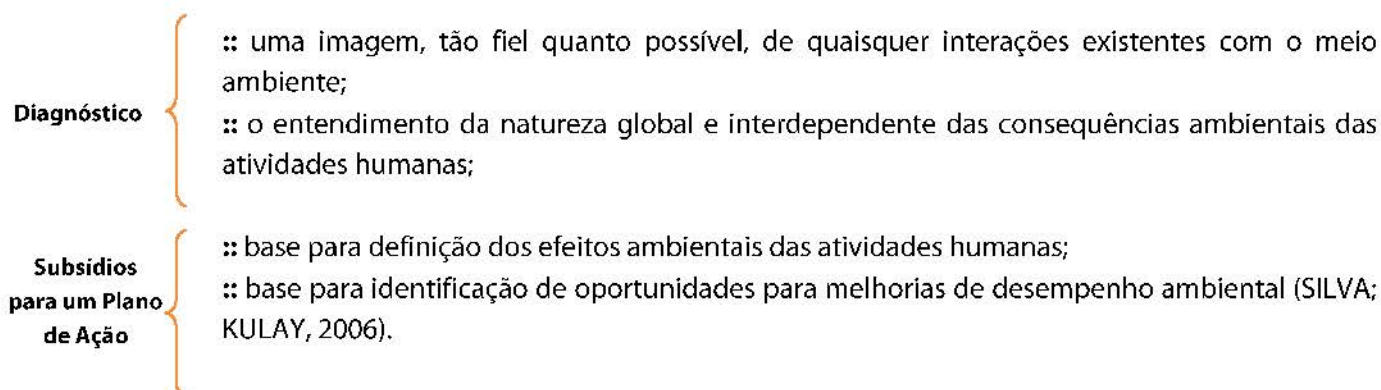 Diagnóstico
:: uma imagem, tão fiel quanto possível, de quaisquer interações existentes com o meio
ambiente;
:: o entendimento da natureza global e interdependente das consequências ambientais das
atividades humanas;
Subsídios
para um Plano
de Ação
:: base para definição dos efeitos ambientais das atividades humanas;
:: base para identificação de oportunidades para melhorias de desempenho ambiental (SILVA;
KULAY, 2006).